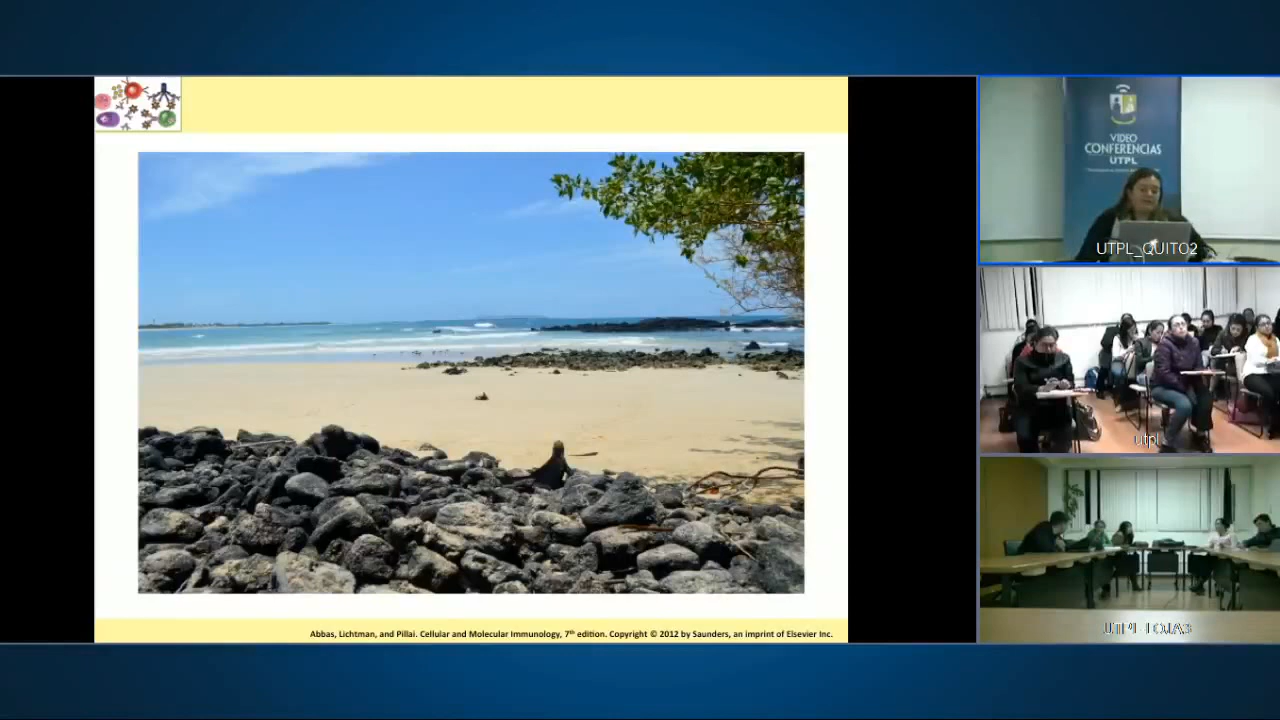 Abbas, Lichtman, and Pillai. Cellular and Molecular Immunology, 7th edition. Copyright © 2012 by Saunders, an imprint of Elsevier Inc.
VIDEO
CONFERENCIAS
UTPL
UTPL_QUITO2
utpl
UTPL_LOJA3